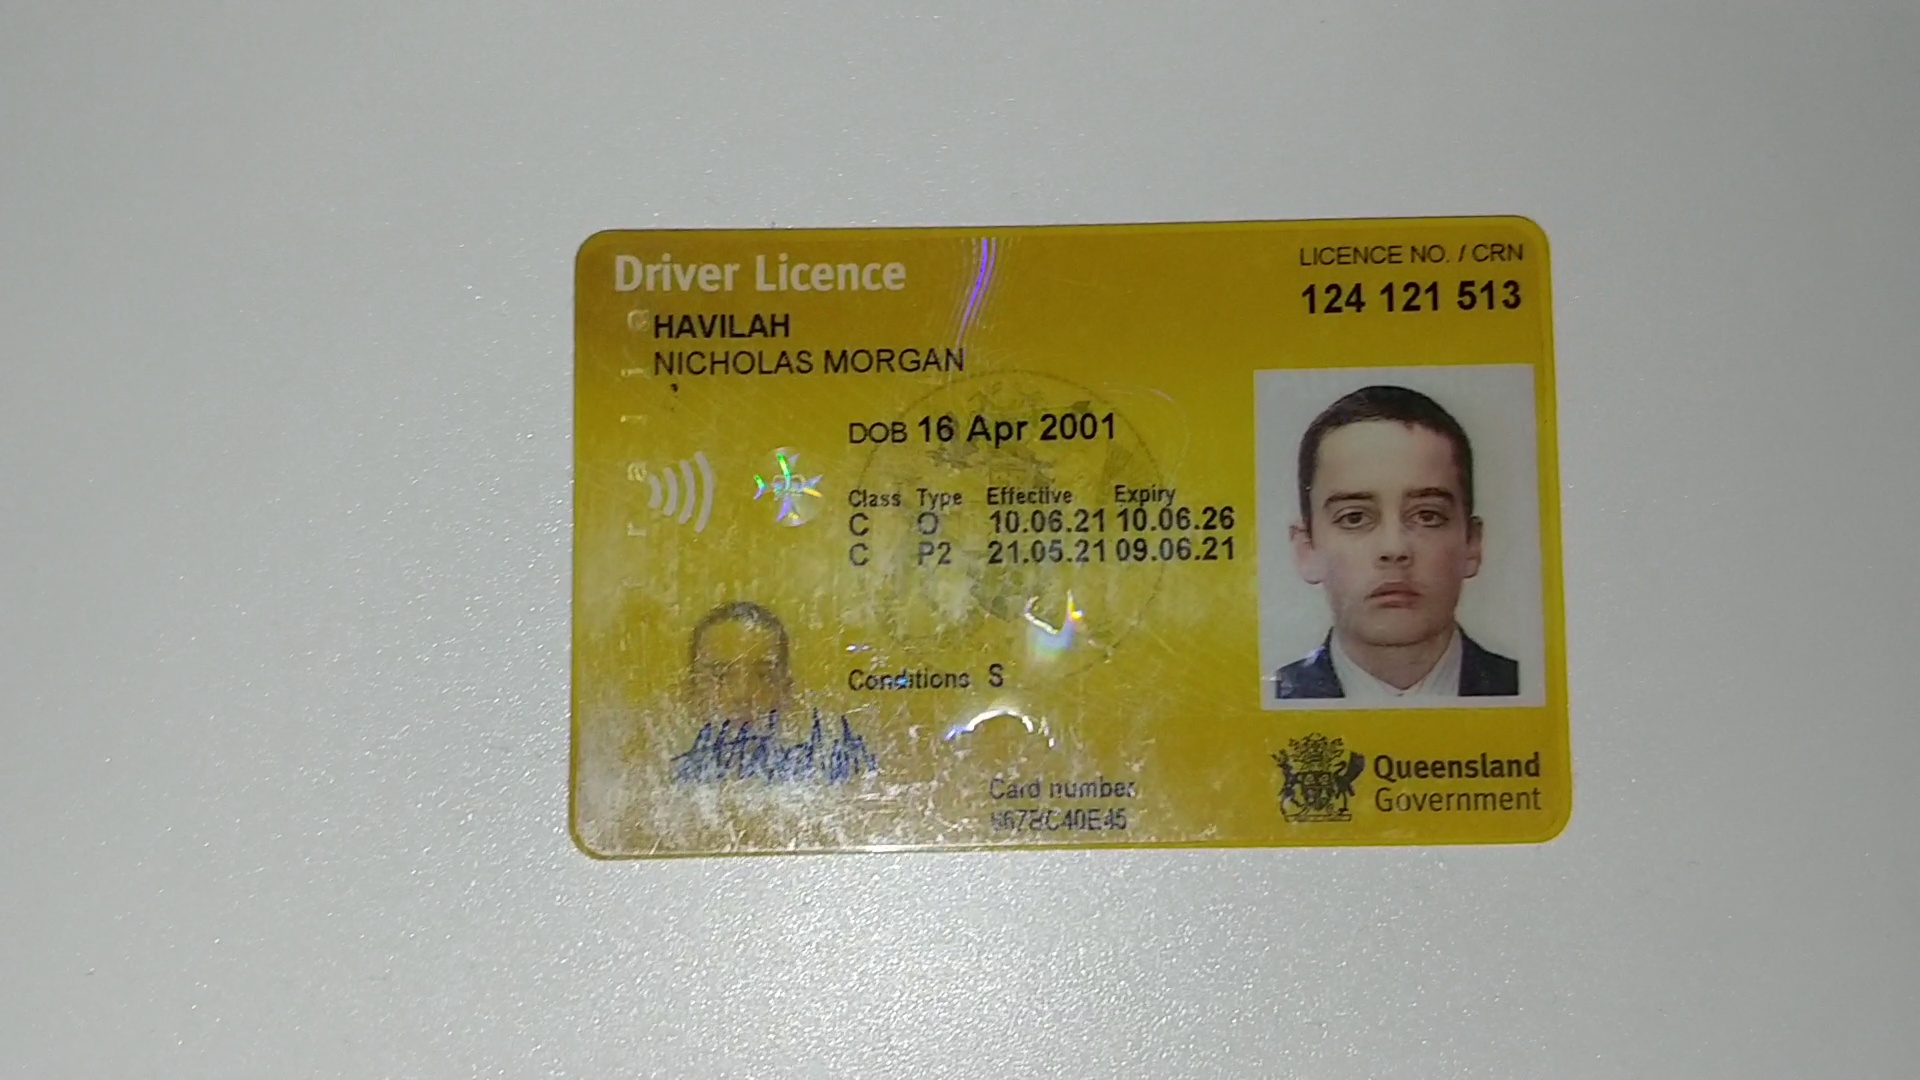 Driver Licence
LICENCE NO. / CRN
124 121 513
HAVILAH
NICHOLAS MORGAN
DOB 16 Apr 2001
Class Type Effective Expiry
C O 10.06.21 10.06.26
C P2 21.05.21 09.06.21
Conditions S
Card number
Queensland
Government